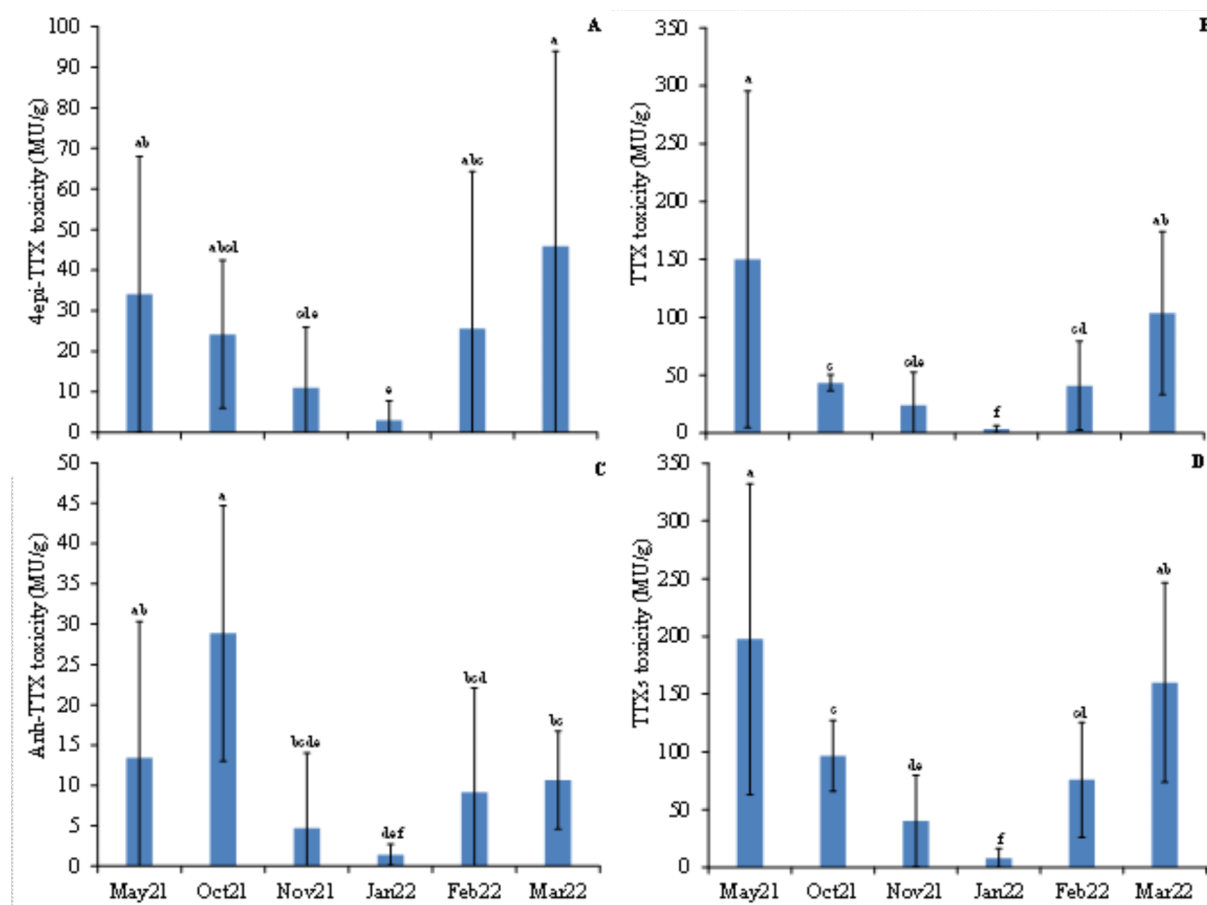 A
4epi-TTX toxicity (MU/g)
100
90
80
70
60
50
40
30
20
10
0
ab
abcd
cde
e
abc
a
TTX toxicity (MU/g)
350
300
250
200
150
100
50
0
a
c
cde
f
cd
ab
C
Anh-TTX toxicity (MU/g)
50
45
40
35
30
25
20
15
10
5
0
ab
a
bcde
def
bcd
bc
May21 Oct21 Nov21 Jan22 Feb22 Mar22
D
TTXs toxicity (MU/g)
350
300
250
200
150
100
50
0
a
c
de
f
cd
ab
May21 Oct21 Nov21 Jan22 Feb22 Mar22